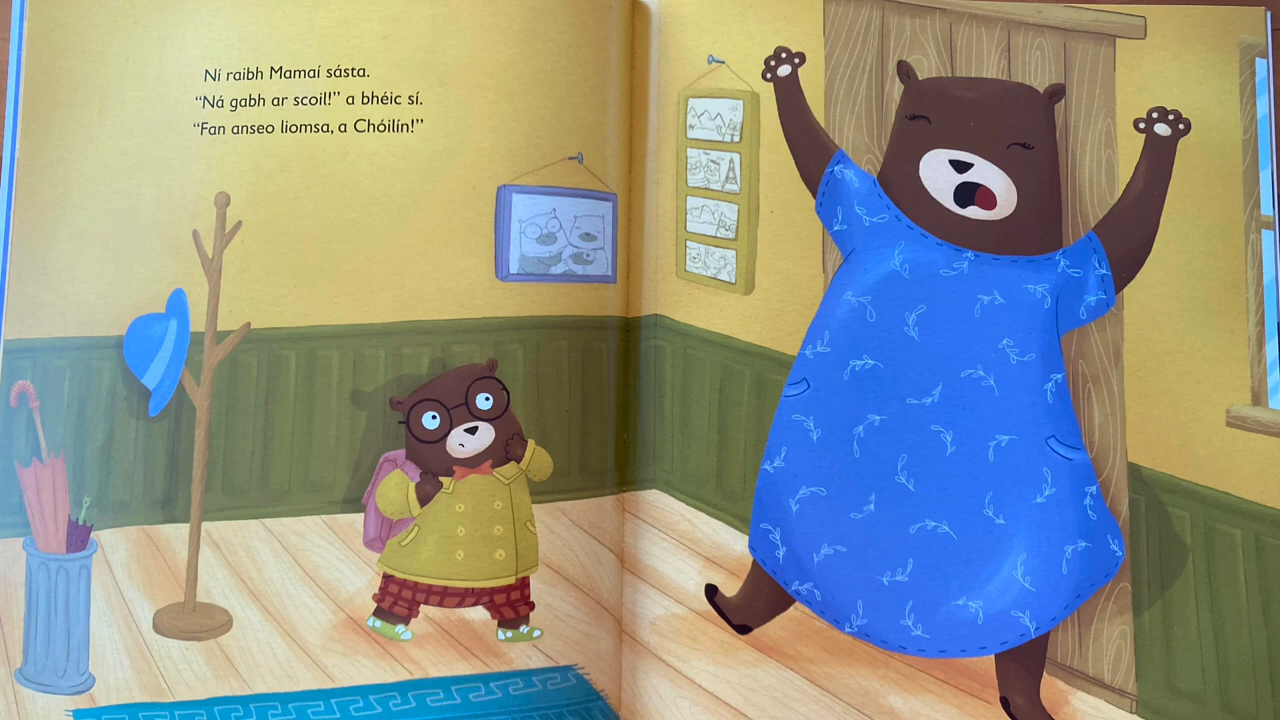 Ní raibh Mamaí sásta.
“Ná gabh ar scoil!” a bhéic sí.
“Fan anseo liomsa, a Chóilín!”